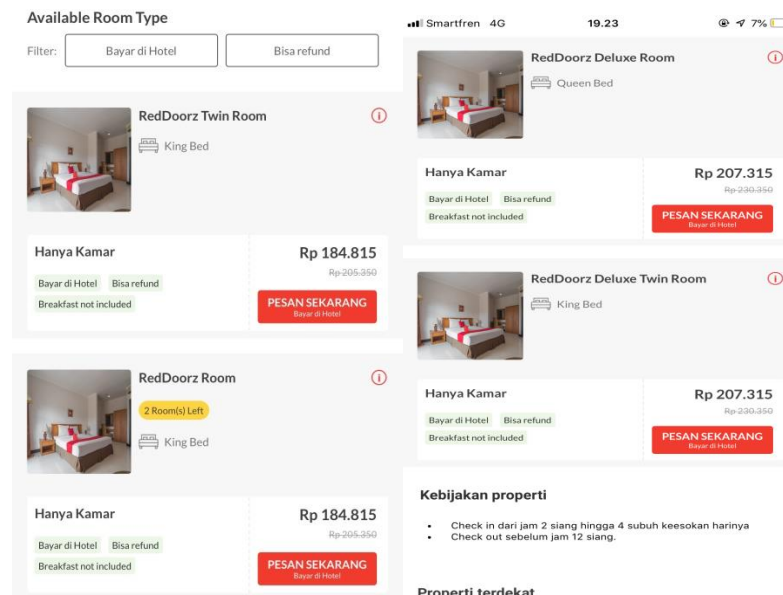 Available Room Type
Filter:
Bayar di Hotel
Bisa refund
RedDoorz Twin Room
King Bed
Hanya Kamar
Rp 184.815
Rp 205.350
Bayar di Hotel Bisa refund
Breakfast not included
PESAN SEKARANG
Bayar di Hotel
RedDoorz Room
2 Room(s) Left
King Bed
Hanya Kamar
Rp 184.815
Rp 205.350
Bayar di Hotel Bisa refund
Breakfast not included
PESAN SEKARANG
Bayar di Hotel
Smartfren 4G 19.23 7%
RedDoorz Deluxe Room
Queen Bed
Hanya Kamar
Rp 207.315
Rp 230.350
Bayar di Hotel Bisa refund
Breakfast not included
PESAN SEKARANG
Bayar di Hotel
RedDoorz Deluxe Twin Room
King Bed
Hanya Kamar
Rp 207.315
Rp 230.350
Bayar di Hotel Bisa refund
Breakfast not included
PESAN SEKARANG
Bayar di Hotel
Kebijakan properti
• Check in dari jam 2 siang hingga 4 subuh keesokan harinya
• Check out sebelum jam 12 siang.
Properti terdekat